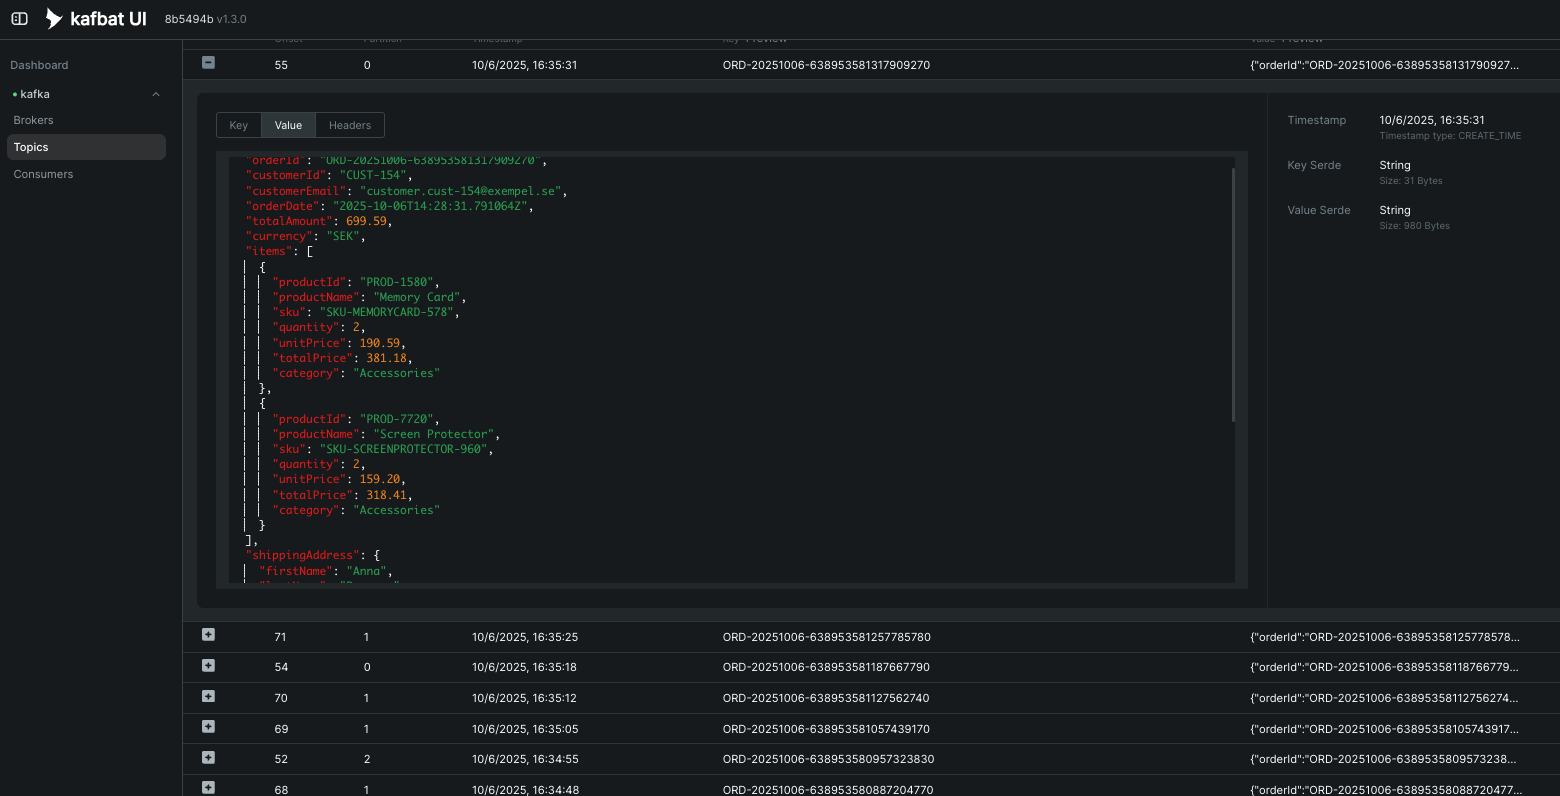 kafbat UI 8b5494b v1.3.0
Dashboard
kafka
Brokers
Topics
Consumers
Offset Partition Timestamp Key Preview Value Preview
55 0 10/6/2025, 16:35:31 ORD-20251006-638953581317909270 {"orderId":"ORD-20251006-63895358131790927...
Key Value Headers
"orderId": "ORD-20251006-638953581317909270",
"customerId": "CUST-154",
"customerEmail": "customer.cust-154@exempel.se",
"orderDate": "2025-10-06T14:28:31.791064Z",
"totalAmount": 699.59,
"currency": "SEK",
"items": [
{
"productId": "PROD-1580",
"productName": "Memory Card",
"sku": "SKU-MEMORYCARD-578",
"quantity": 2,
"unitPrice": 190.59,
"totalPrice": 381.18,
"category": "Accessories"
},
{
"productId": "PROD-7720",
"productName": "Screen Protector",
"sku": "SKU-SCREENPROTECTOR-960",
"quantity": 2,
"unitPrice": 159.20,
"totalPrice": 318.41,
"category": "Accessories"
}
],
"shippingAddress": {
"firstName": "Anna",
Timestamp 10/6/2025, 16:35:31
Timestamp type: CREATE_TIME
Key Serde String
Size: 31 Bytes
Value Serde String
Size: 980 Bytes
71 1 10/6/2025, 16:35:25 ORD-20251006-638953581257785780 {"orderId":"ORD-20251006-63895358125778578...
54 0 10/6/2025, 16:35:18 ORD-20251006-638953581187667790 {"orderId":"ORD-20251006-63895358118766779...
70 1 10/6/2025, 16:35:12 ORD-20251006-638953581127562740 {"orderId":"ORD-20251006-63895358112756274...
69 1 10/6/2025, 16:35:05 ORD-20251006-638953581057439170 {"orderId":"ORD-20251006-63895358105743917...
52 2 10/6/2025, 16:34:55 ORD-20251006-638953580957323830 {"orderId":"ORD-20251006-6389535809573238...
68 1 10/6/2025, 16:34:48 ORD-20251006-638953580887204770 {"orderId":"ORD-20251006-63895358088720477...